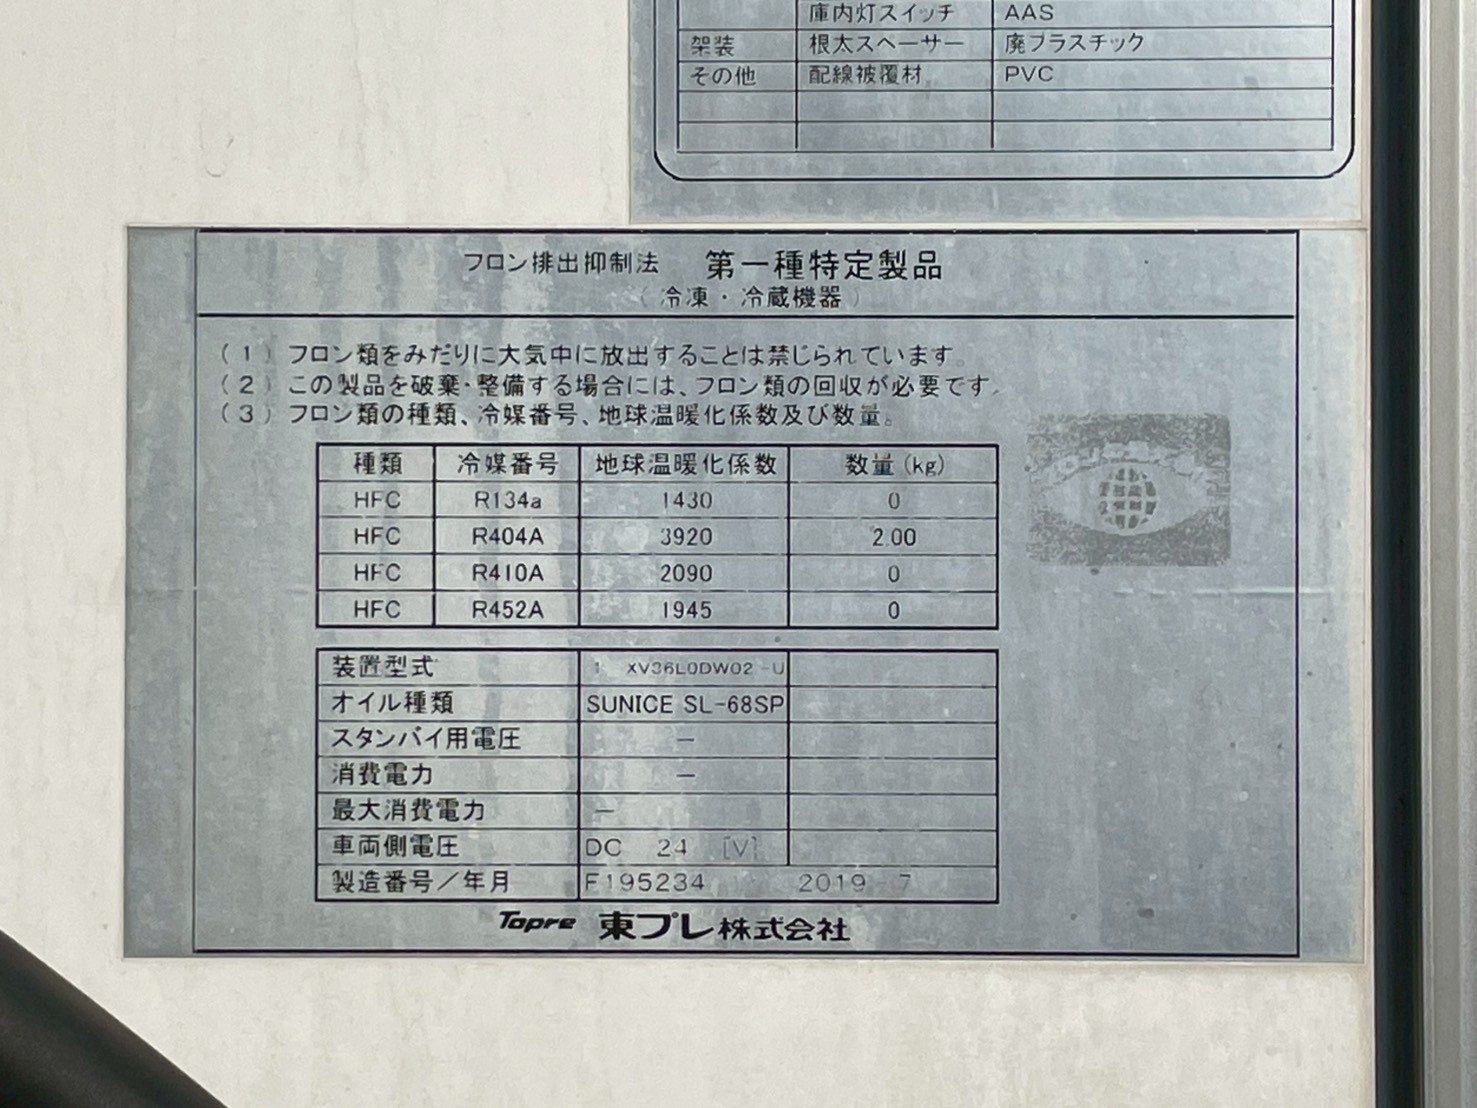 庫内灯スイッチ AAS
架装 根太スペーサー 廃プラスチック
その他 配線被覆材 PVC
フロン排出抑制法 第一種特定製品
(冷凍・冷蔵機器)
(1) フロン類をみだりに大気中に放出することは禁じられています。
(2) この製品を破棄・整備する場合には、フロン類の回収が必要です。
(3) フロン類の種類、冷媒番号、地球温暖化係数及び数量。
種類 冷媒番号 地球温暖化係数 数量(kg)
HFC R134a 1430 0
HFC R404A 3920 2.00
HFC R410A 2090 0
HFC R452A 1945 0
装置型式 XV36L0DW02 -U
オイル種類 SUNICE SL-68SP
スタンバイ用電圧 —
消費電力 —
最大消費電力 —
車両側電圧 DC 24 [V]
製造番号/年月 F195234 2019-7
Topre 東プレ株式会社